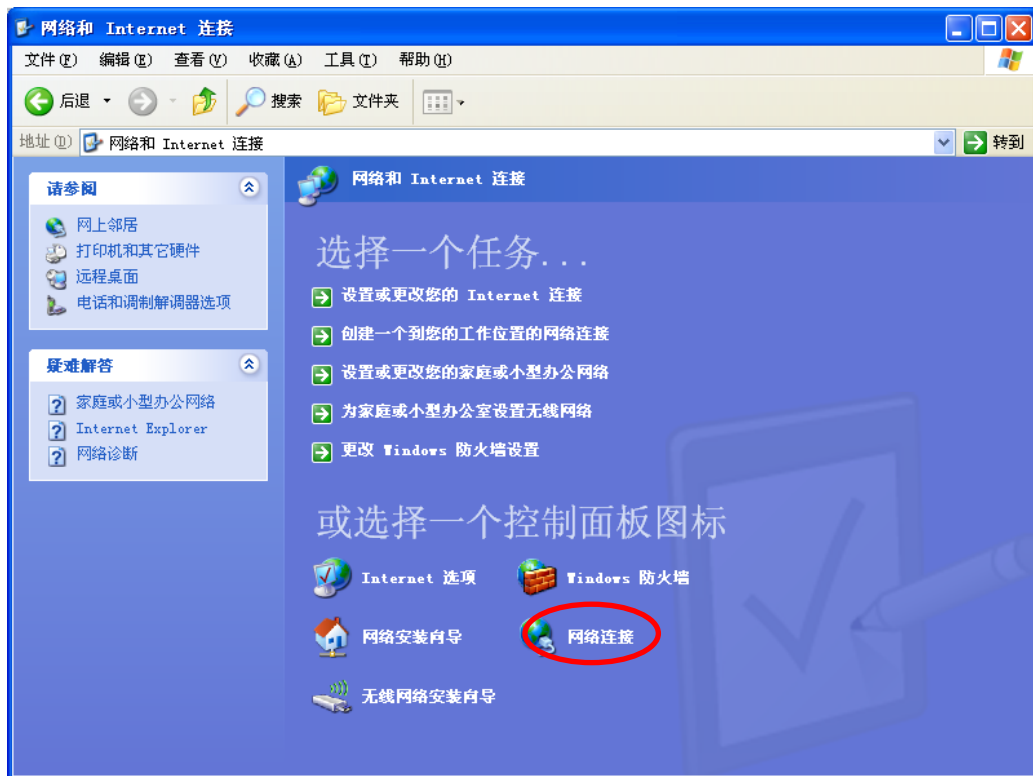 网络和 Internet 连接
文件(F) 编辑(E) 查看(V) 收藏(A) 工具(T) 帮助(H)
后退 搜索 文件夹
地址(D) 网络和 Internet 连接 转到
请参阅
网上邻居
打印机和其它硬件
远程桌面
电话和调制解调器选项
疑难解答
家庭或小型办公网络
Internet Explorer
网络诊断
网络和 Internet 连接
选择一个任务...
设置或更改您的 Internet 连接
创建一个到您的工作位置的网络连接
设置或更改您的家庭或小型办公网络
为家庭或小型办公室设置无线网络
更改 Windows 防火墙设置
或选择一个控制面板图标
Internet 选项 Windows 防火墙
网络安装向导 网络连接
无线网络安装向导